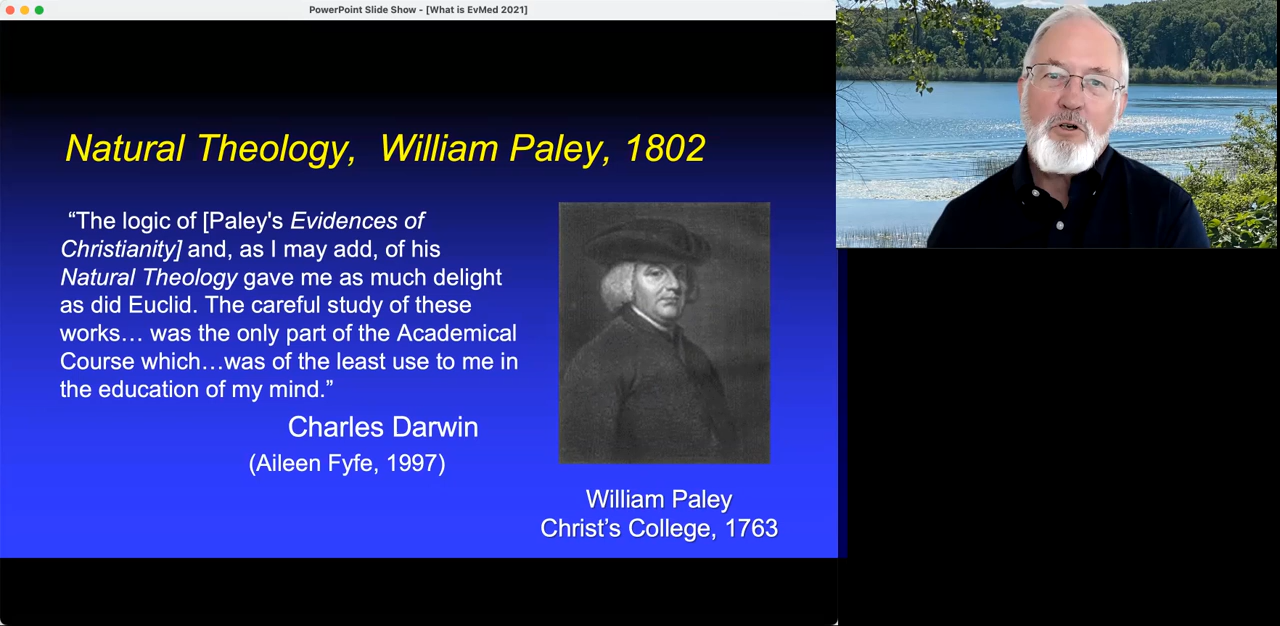 PowerPoint Slide Show - [What is EvMed 2021]
Natural Theology, William Paley, 1802
“The logic of [Paley's Evidences of
Christianity] and, as I may add, of his
Natural Theology gave me as much delight
as did Euclid. The careful study of these
works… was the only part of the Academical
Course which…was of the least use to me in
the education of my mind.”
Charles Darwin
(Aileen Fyfe, 1997)
William Paley
Christ’s College, 1763